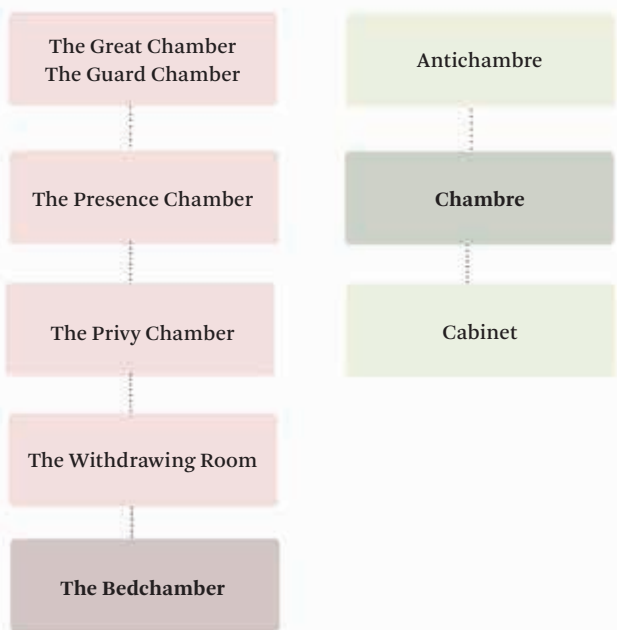 The Great Chamber
The Guard Chamber
The Presence Chamber
The Privy Chamber
The Withdrawing Room
The Bedchamber
Antichambre
Chambre
Cabinet